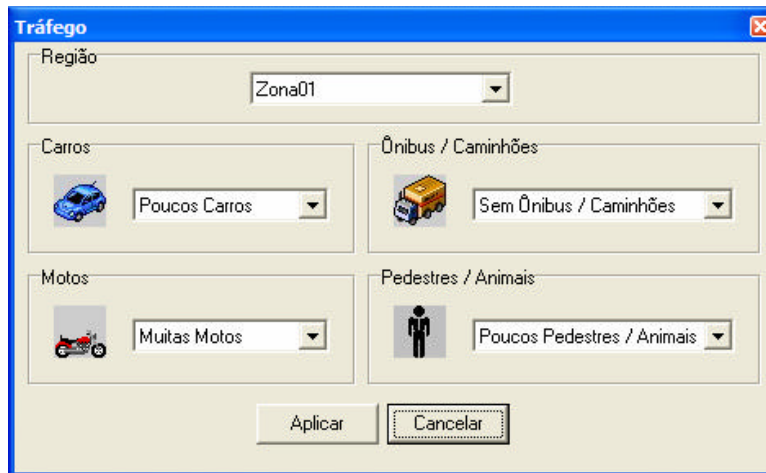 Tráfego
Região
Zona01
Carros
Ônibus / Caminhões
Poucos Carros
Sem Ônibus / Caminhões
Motos
Pedestres / Animais
Muitas Motos
Poucos Pedestres / Animais
Aplicar
Cancelar